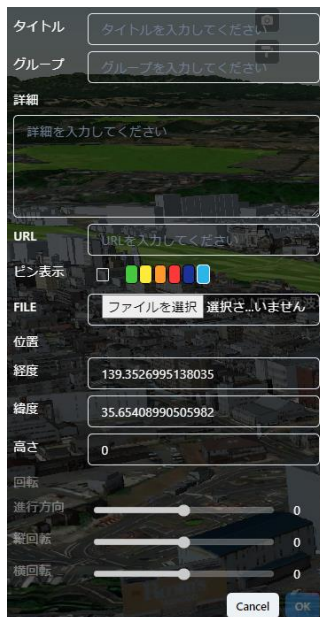 タイトル タイトルを入力してください
グループ グループを入力してください
詳細
詳細を入力してください
URL URLを入力してください
ピン表示
FILE ファイルを選択 選択さ...いません
位置
経度 139.3526995138035
緯度 35.65408990505982
高さ 0
回転
進行方向 0
縦回転 0
横回転 0
Cancel OK